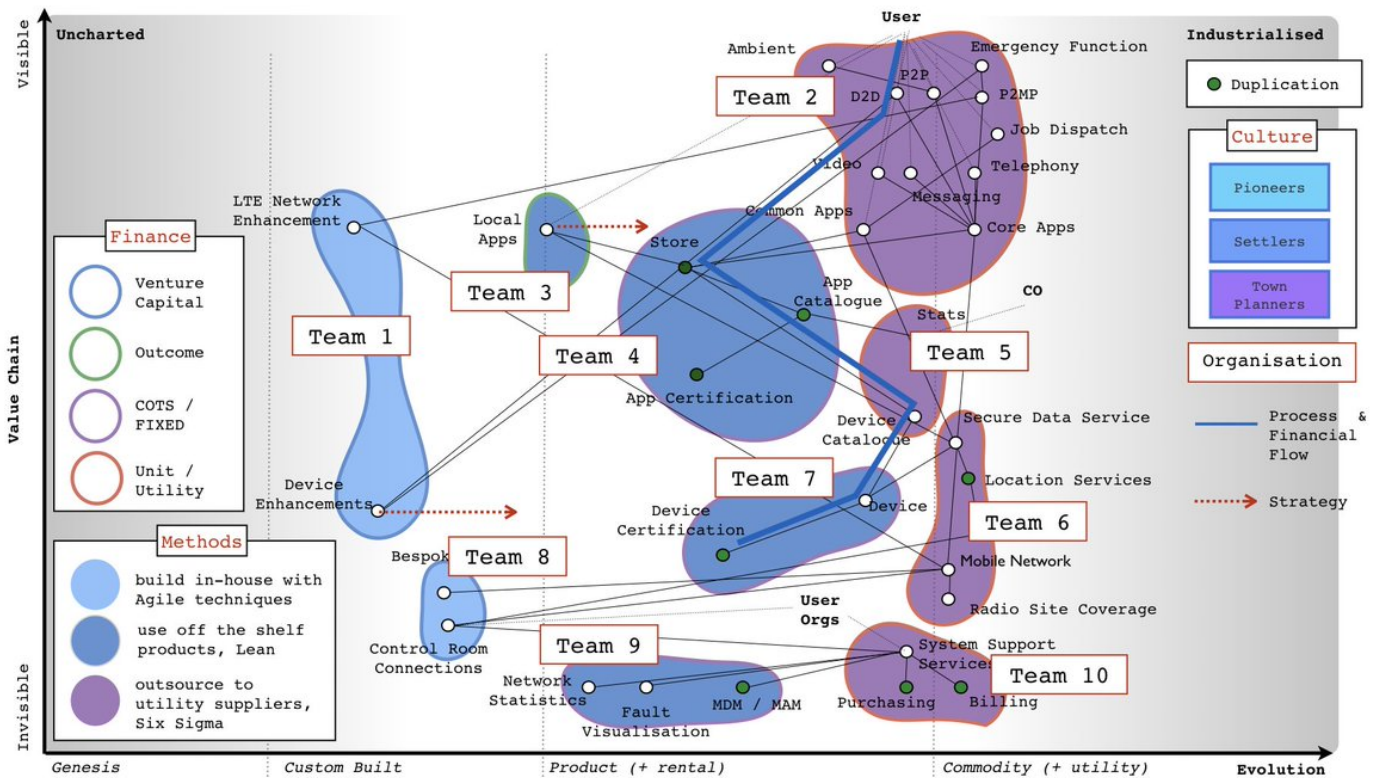 Visible
Uncharted
User
Industrialised
Ambient
Emergency Function
P2P
D2D
P2MP
Duplication
Team 2
Job Dispatch
Culture
Video
Telephony
Pioneers
Messaging
LTE Network
Enhancement
Common Apps
Local
Apps
Store
Core Apps
Settlers
Finance
Venture
Capital
Team 3
App
Catalogue
CO
Town
Planners
Stats
Team 1
Outcome
Team 4
Team 5
Organisation
Value Chain
COTS /
FIXED
App Certification
Device
Catalogue
Secure Data Service
Process &
Financial
Flow
Unit /
Utility
Device
Enhancements
Team 7
Location Services
Device
Device
Certification
Team 6
Strategy
Methods
Bespok
Team 8
Mobile Network
build in-house with
Agile techniques
User
Orgs
Radio Site Coverage
use off the shelf
products, Lean
Control Room
Connections
Team 9
System Support
Services
Team 10
outsource to
utility suppliers,
Six Sigma
Network
Statistics
Fault
Visualisation
MDM / MAM
Purchasing
Billing
Invisible
Genesis
Custom Built
Product (+ rental)
Commodity (+ utility)
Evolution